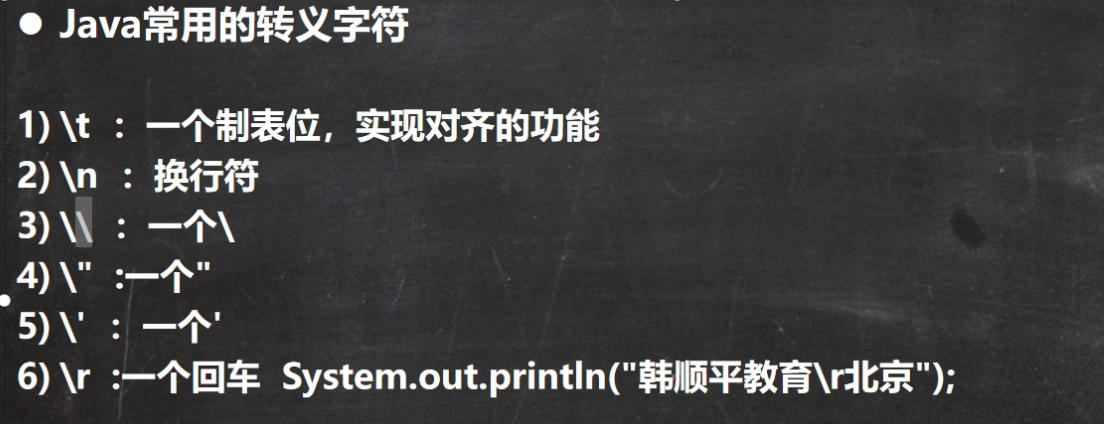 ● Java常用的转义字符
1) \t ：一个制表位，实现对齐的功能
2) \n ：换行符
3) \\ ：一个\
4) \" :一个"
5) \' ：一个'
6) \r :一个回车 System.out.println("韩顺平教育\r北京");